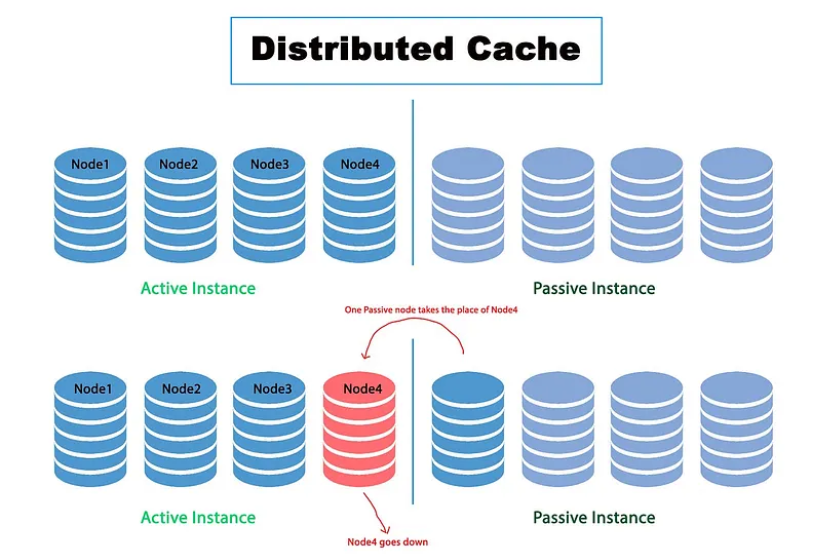 Distributed Cache
Node1
Node2
Node3
Node4
Active Instance
Passive Instance
One Passive node takes the place of Node4
Node1
Node2
Node3
Node4
Active Instance
Passive Instance
Node4 goes down